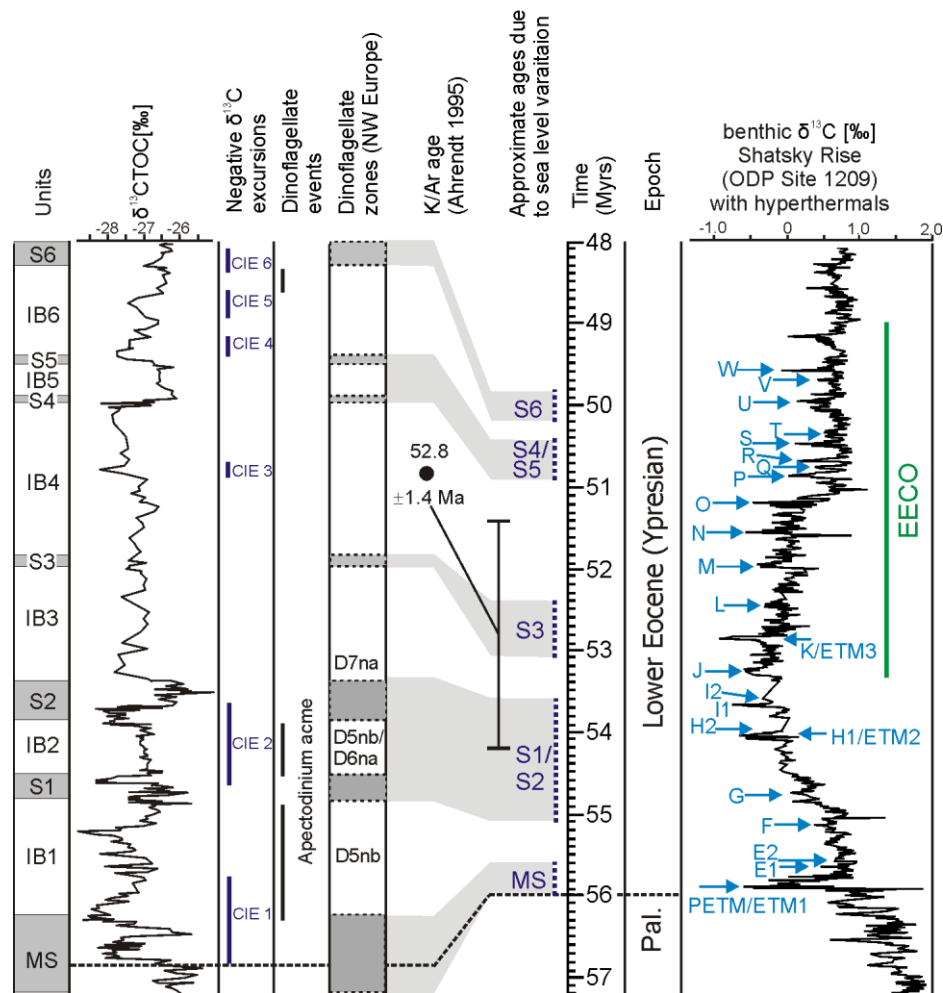 Units
δ¹³CTOC[‰]
Negative δ¹³C
excursions
Dinoflagellate
events
Dinoflagellate
zones (NW Europe)
K/Ar age
(Ahrendt 1995)
Approximate ages due
to sea level varaitaion
Time
(Myrs)
Epoch
benthic δ¹³C [‰]
Shatsky Rise
(ODP Site 1209)
with hyperthermals
-28 -27 -26
-1,0 0 1,0 2,0
S6
IB6
S5
IB5
S4
IB4
S3
IB3
S2
IB2
S1
IB1
MS
CIE 6
CIE 5
CIE 4
CIE 3
CIE 2
CIE 1
Apectodinium acme
D7na
D5nb/
D6na
D5nb
52.8
±1.4 Ma
S6
S4/
S5
S3
S1/
S2
MS
48
49
50
51
52
53
54
55
56
57
Lower Eocene (Ypresian)
Pal.
W
V
U
T
S
R
Q
P
O
N
M
L
K/ETM3
J
I2
I1
H2
H1/ETM2
G
F
E2
E1
PETM/ETM1
EECO